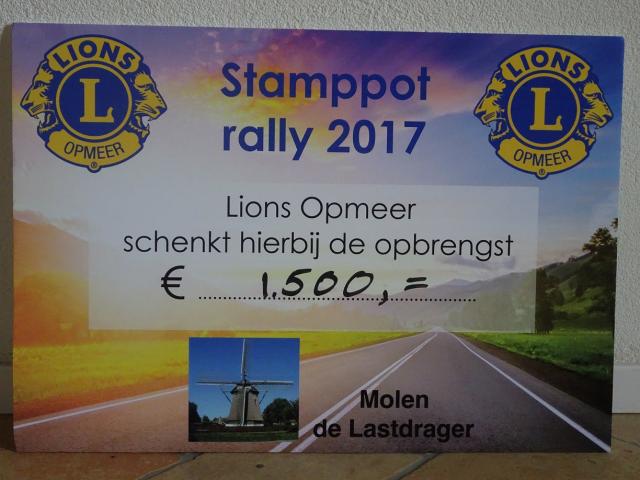 LIONS
L
OPMEER
LIONS
L
OPMEER
Stamppot
rally 2017
Lions Opmeer
schenkt hierbij de opbrengst
€ 1.500,=
Molen
de Lastdrager